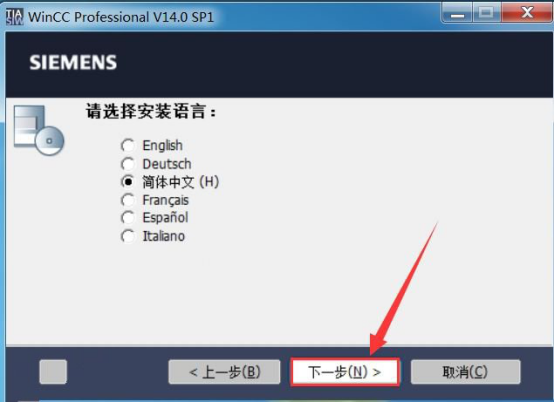 WinCC Professional V14.0 SP1
SIEMENS
请选择安装语言：
English
Deutsch
简体中文 (H)
Français
Español
Italiano
< 上一步(B) 下一步(N) > 取消(C)